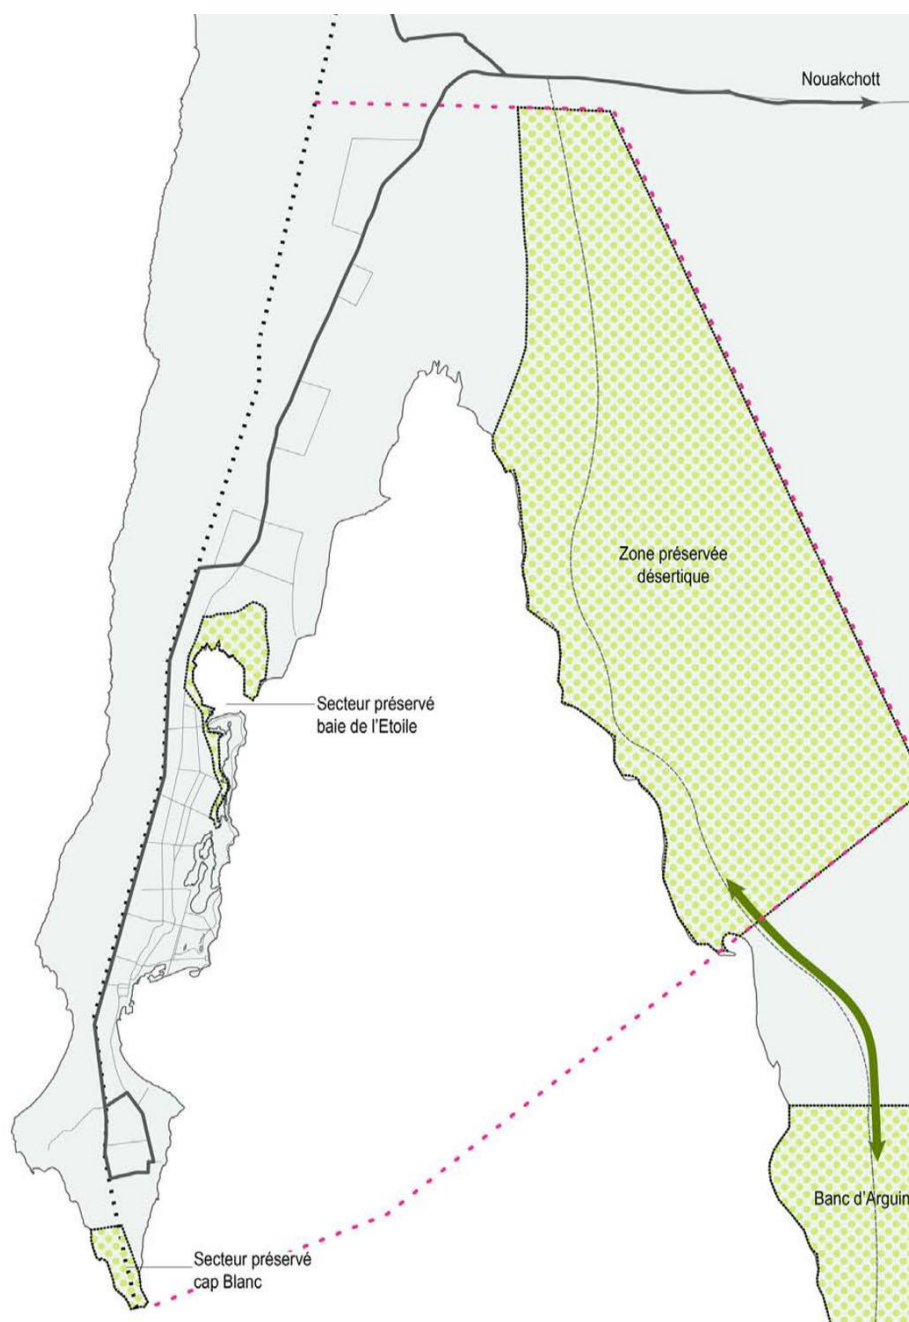 Nouakchott
Zone préservée
désertique
Secteur préservé
baie de l'Etoile
Banc d'Arguin
Secteur préservé
cap Blanc